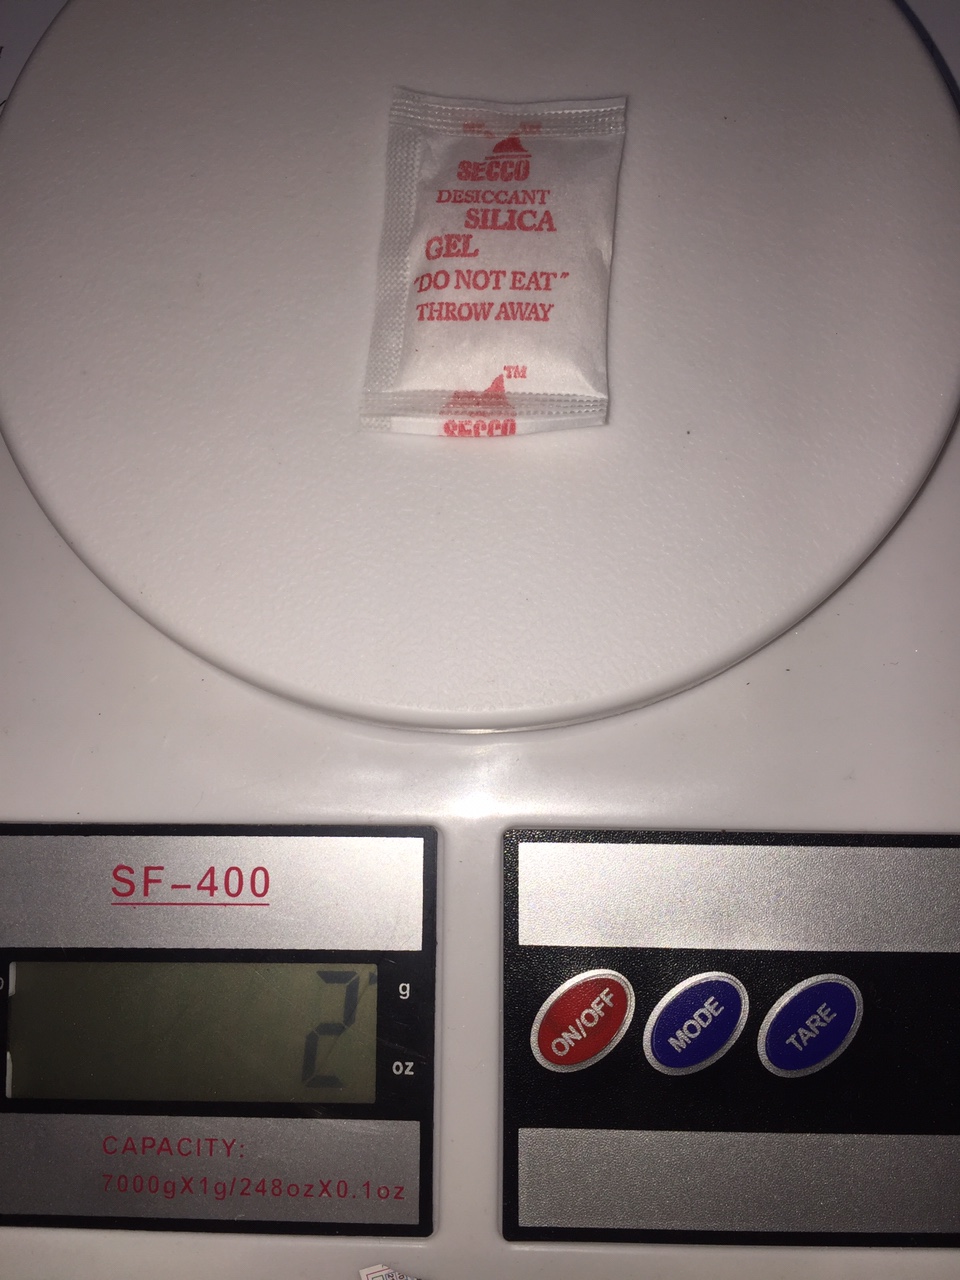 SECCO
DESICCANT
SILICA
GEL
"DO NOT EAT"
THROW AWAY
TM
SECCO
SF-400
2 g
oz
ON/OFF
MODE
TARE
CAPACITY:
7000gX1g/248ozX0.1oz